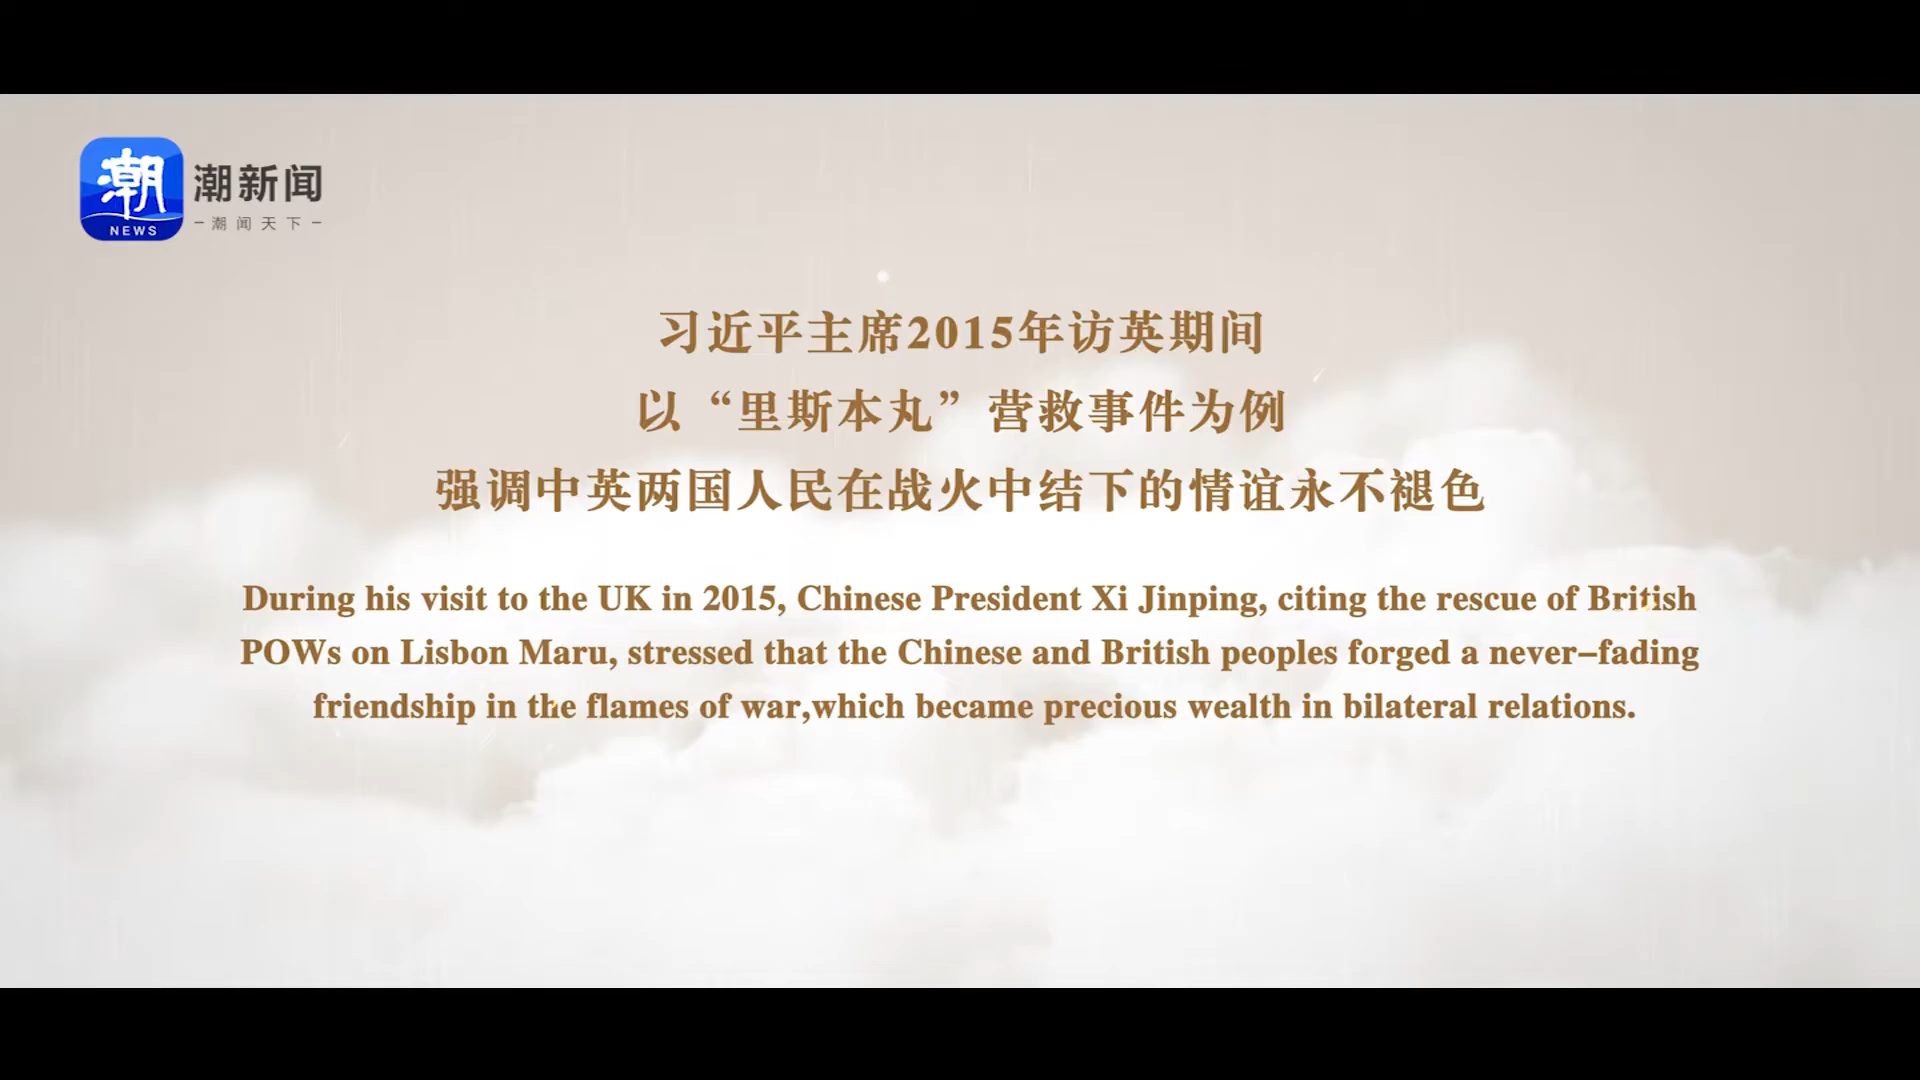 潮
NEWS
潮新闻
－潮闻天下－
习近平主席2015年访英期间
以“里斯本丸”营救事件为例
强调中英两国人民在战火中结下的情谊永不褪色
During his visit to the UK in 2015, Chinese President Xi Jinping, citing the rescue of British
POWs on Lisbon Maru, stressed that the Chinese and British peoples forged a never–fading
friendship in the flames of war,which became precious wealth in bilateral relations.